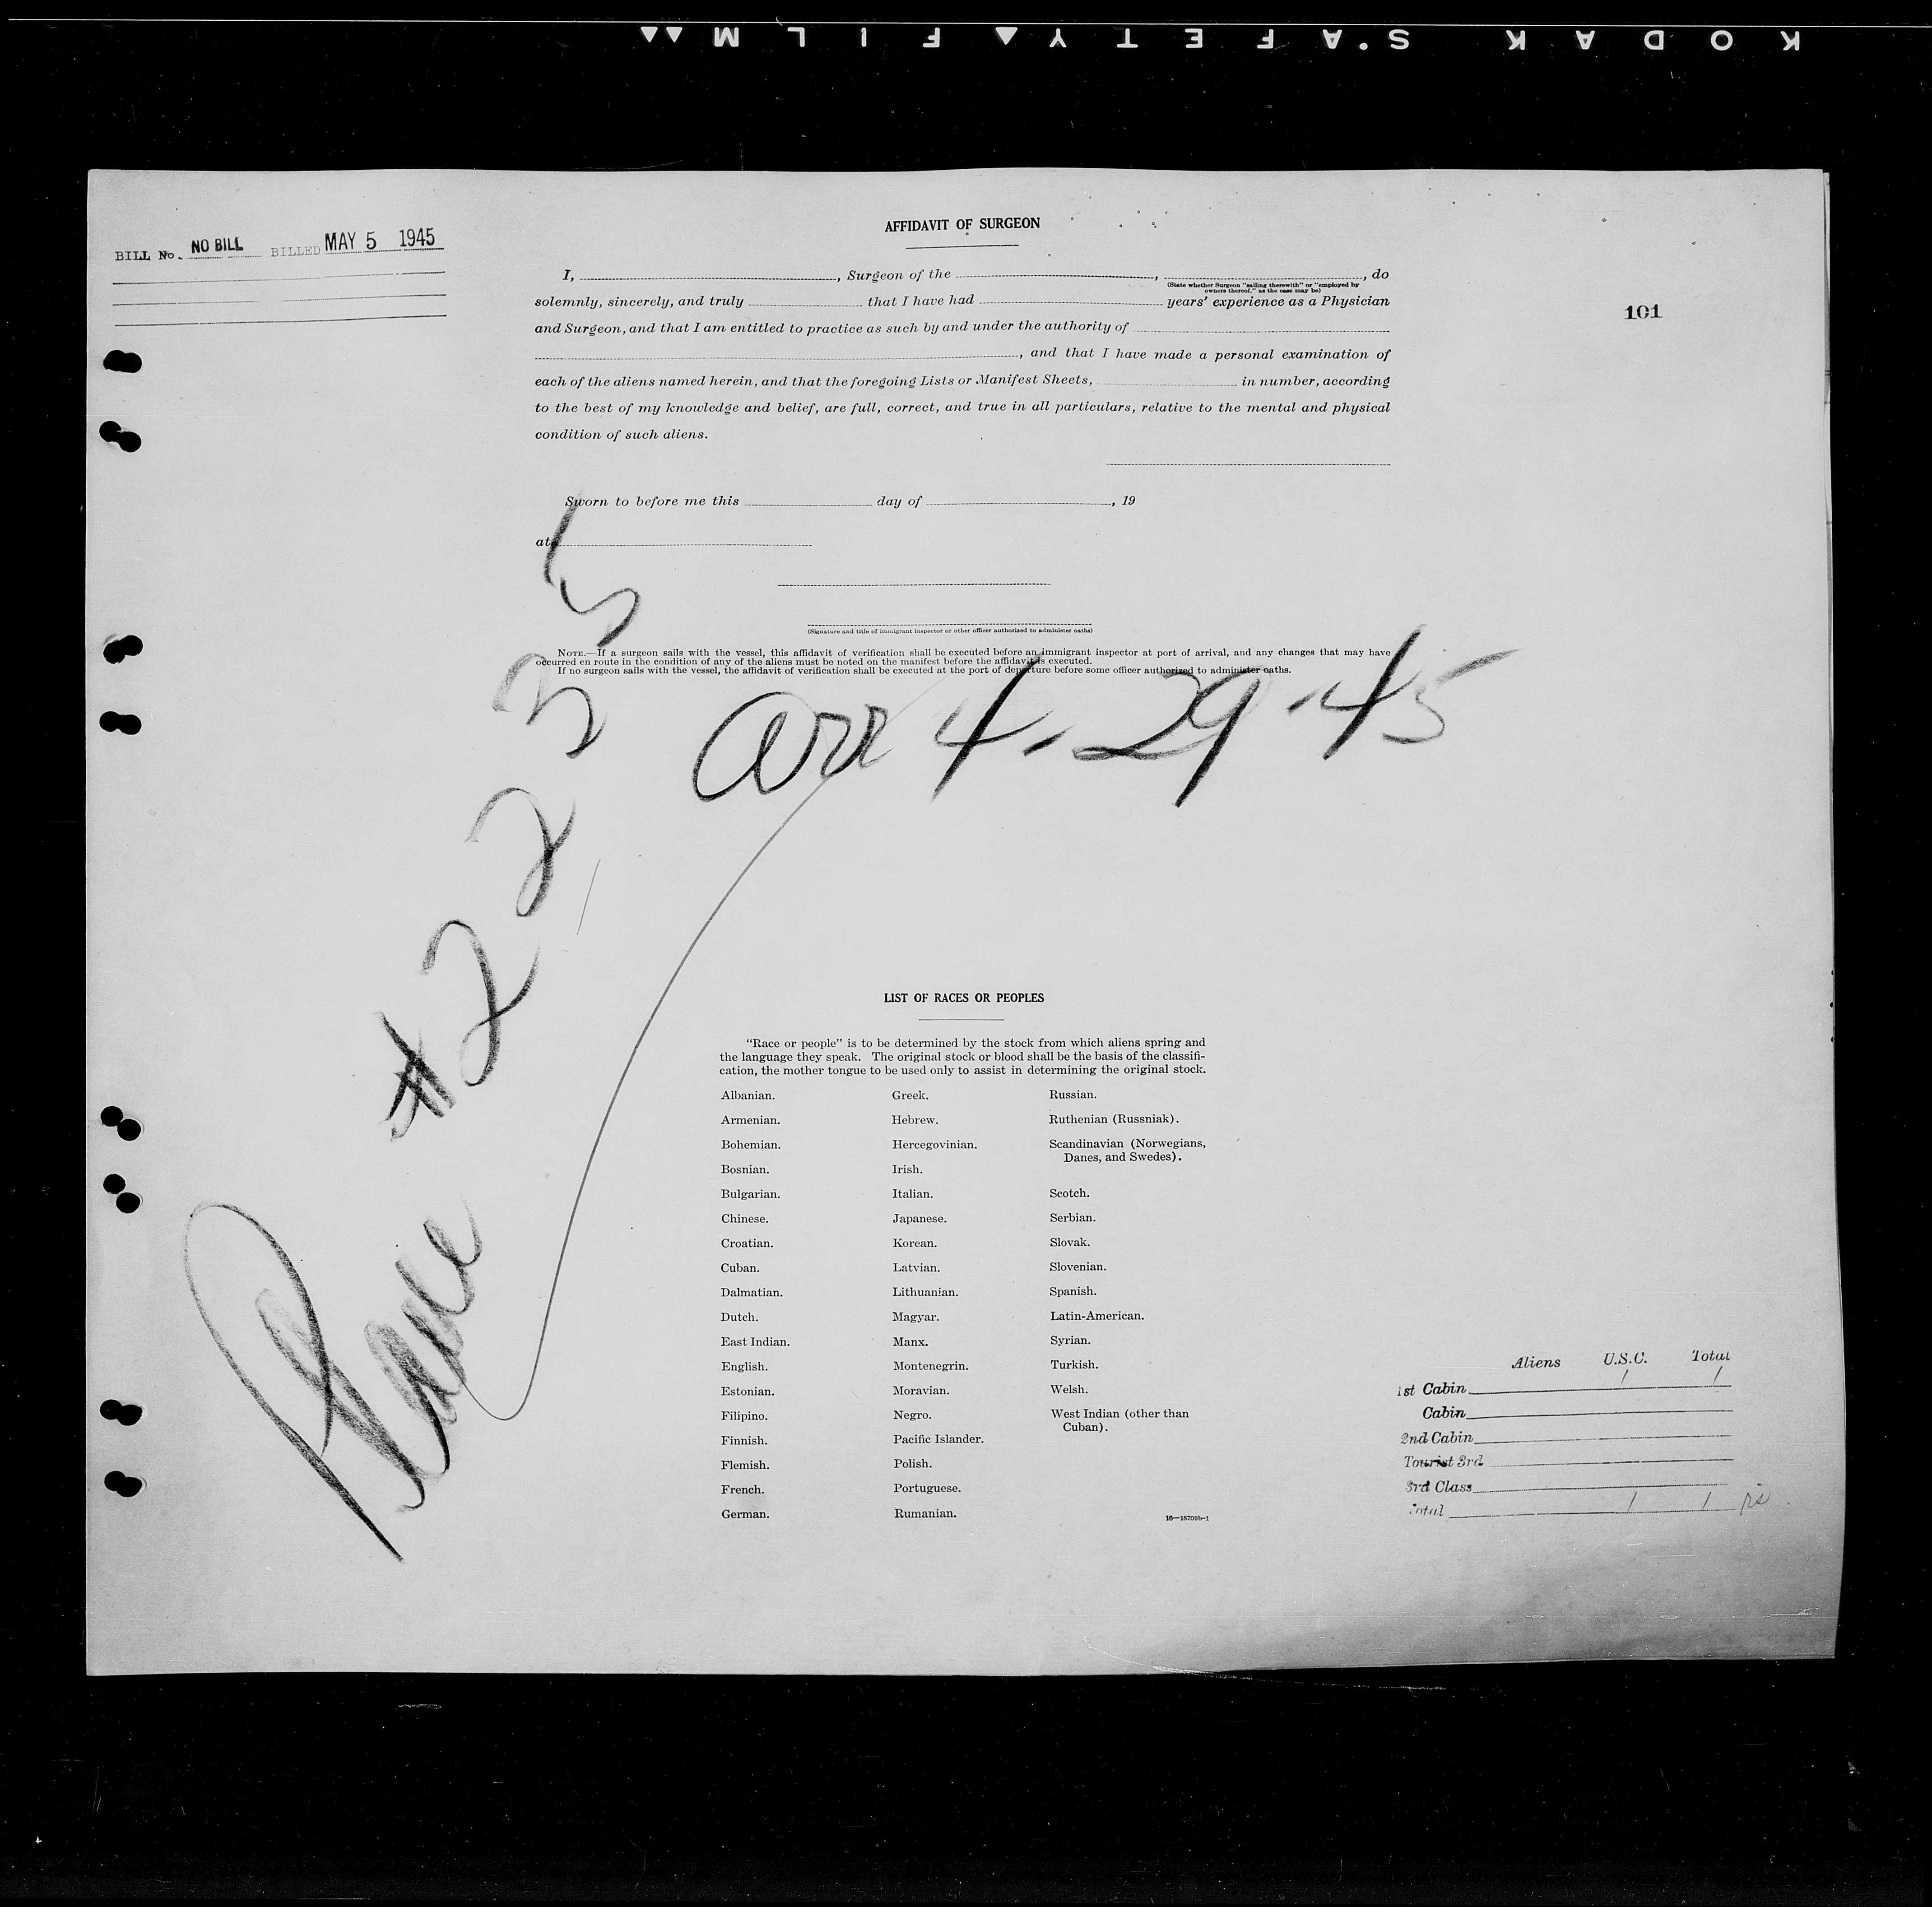 KODAK SAFETY FILM
BILL No. NO BILL BILLED MAY 5 1945
AFFIDAVIT OF SURGEON
101
I, , Surgeon of the , , do
(State whether Surgeon "sailing therewith" or "employed by
owners thereof," as the case may be)
solemnly, sincerely, and truly that I have had years' experience as a Physician
and Surgeon, and that I am entitled to practice as such by and under the authority of
, and that I have made a personal examination of
each of the aliens named herein, and that the foregoing Lists or Manifest Sheets, in number, according
to the best of my knowledge and belief, are full, correct, and true in all particulars, relative to the mental and physical
condition of such aliens.
Sworn to before me this day of , 19
at
(Signature and title of immigrant inspector or other officer authorized to administer oaths)
NOTE.—If a surgeon sails with the vessel, this affidavit of verification shall be executed before an immigrant inspector at port of arrival, and any changes that may have
occurred en route in the condition of any of the aliens must be noted on the manifest before the affidavit is executed.
If no surgeon sails with the vessel, the affidavit of verification shall be executed at the port of departure before some officer authorized to administer oaths.
arr 4-29-45
Plane #2235
LIST OF RACES OR PEOPLES
"Race or people" is to be determined by the stock from which aliens spring and
the language they speak. The original stock or blood shall be the basis of the classifi-
cation, the mother tongue to be used only to assist in determining the original stock.
Albanian. Greek. Russian.
Armenian. Hebrew. Ruthenian (Russniak).
Bohemian. Hercegovinian. Scandinavian (Norwegians,
Danes, and Swedes).
Bosnian. Irish.
Bulgarian. Italian. Scotch.
Chinese. Japanese. Serbian.
Croatian. Korean. Slovak.
Cuban. Latvian. Slovenian.
Dalmatian. Lithuanian. Spanish.
Dutch. Magyar. Latin-American.
East Indian. Manx. Syrian.
English. Montenegrin. Turkish.
Estonian. Moravian. Welsh.
Filipino. Negro. West Indian (other than
Cuban).
Finnish. Pacific Islander.
Flemish. Polish.
French. Portuguese.
German. Rumanian.
16—15709b-1
Aliens U.S.C. Total
1st Cabin 1 1
Cabin
2nd Cabin
Tourist 3rd
3rd Class
Total 1 1